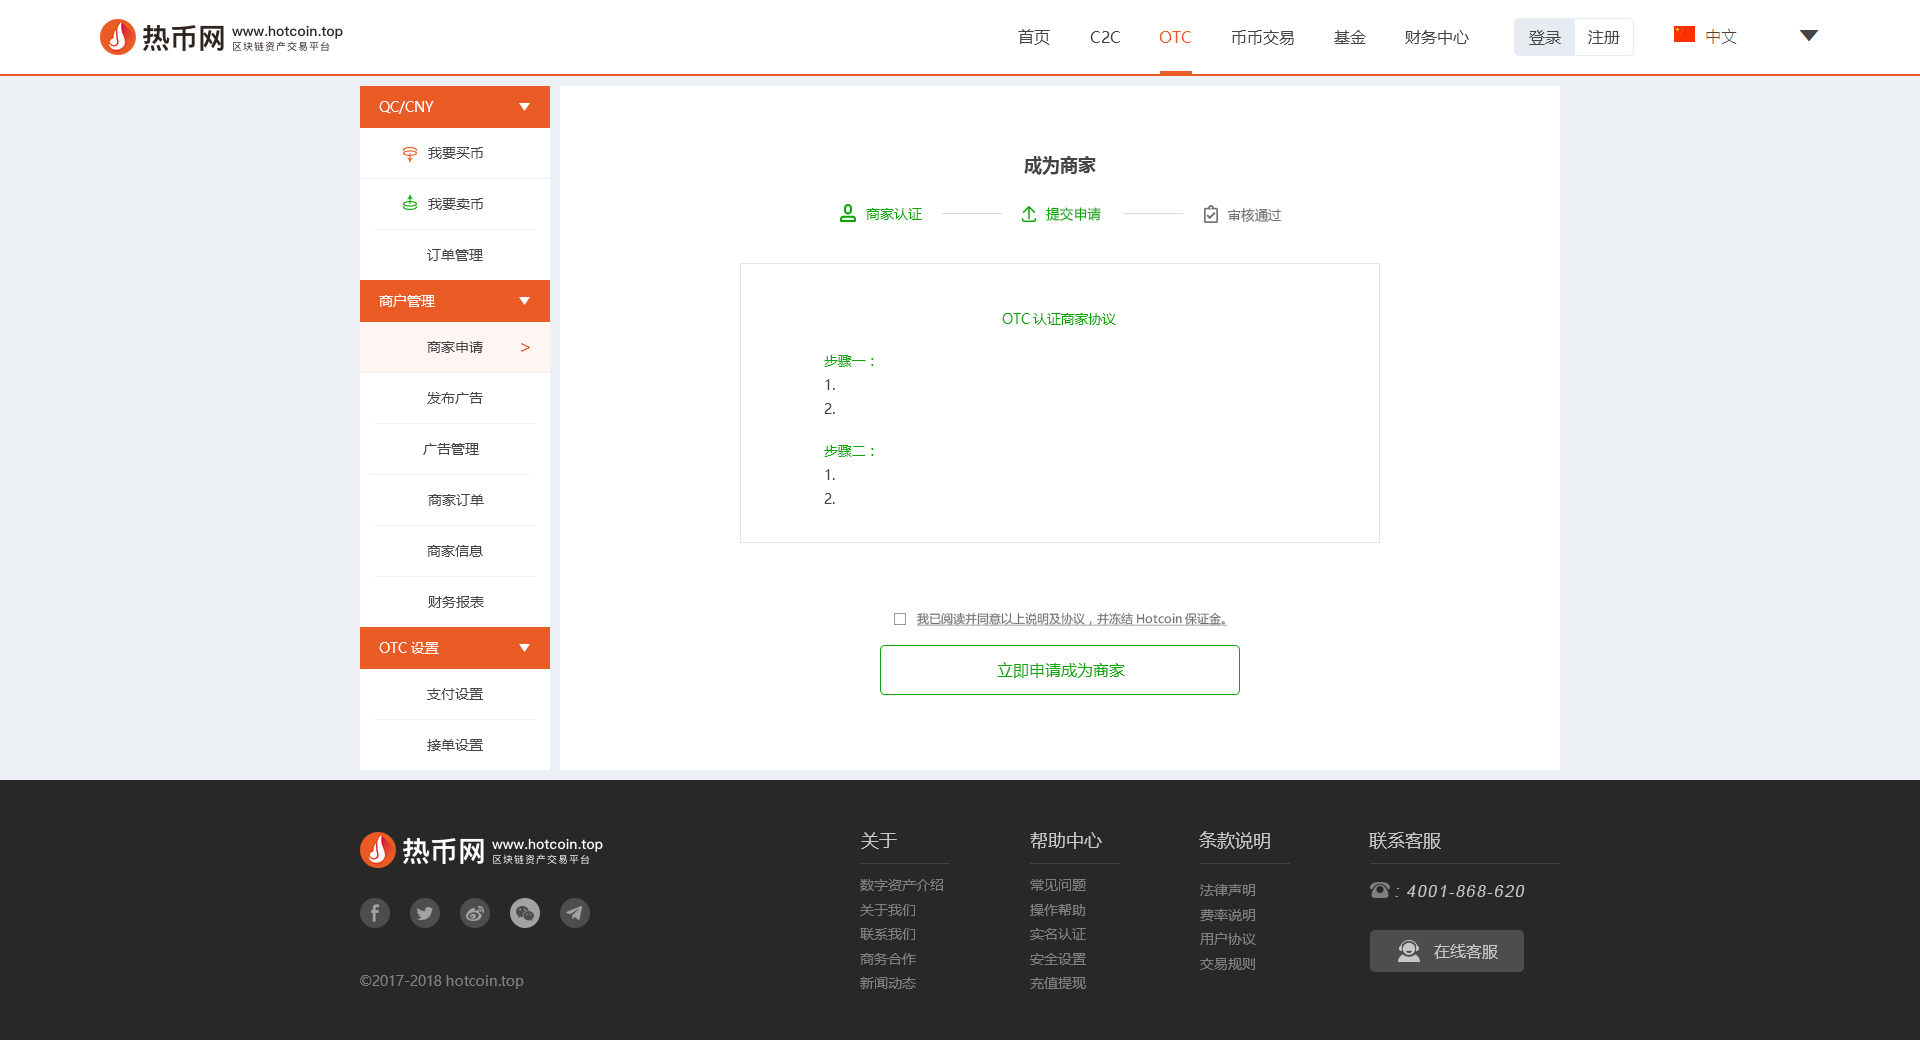 热币网 www.hotcoin.top
区块链资产交易平台
首页 C2C OTC 币币交易 基金 财务中心 登录 注册 中文
QC/CNY
我要买币
我要卖币
订单管理
商户管理
商家申请 >
发布广告
广告管理
商家订单
商家信息
财务报表
OTC 设置
支付设置
接单设置
成为商家
商家认证 提交申请 审核通过
OTC 认证商家协议
步骤一：
1.
2.
步骤二：
1.
2.
我已阅读并同意以上说明及协议，并冻结 Hotcoin 保证金。
立即申请成为商家
热币网 www.hotcoin.top
区块链资产交易平台
©2017-2018 hotcoin.top
关于
数字资产介绍
关于我们
联系我们
商务合作
新闻动态
帮助中心
常见问题
操作帮助
实名认证
安全设置
充值提现
条款说明
法律声明
费率说明
用户协议
交易规则
联系客服
: 4001-868-620
在线客服